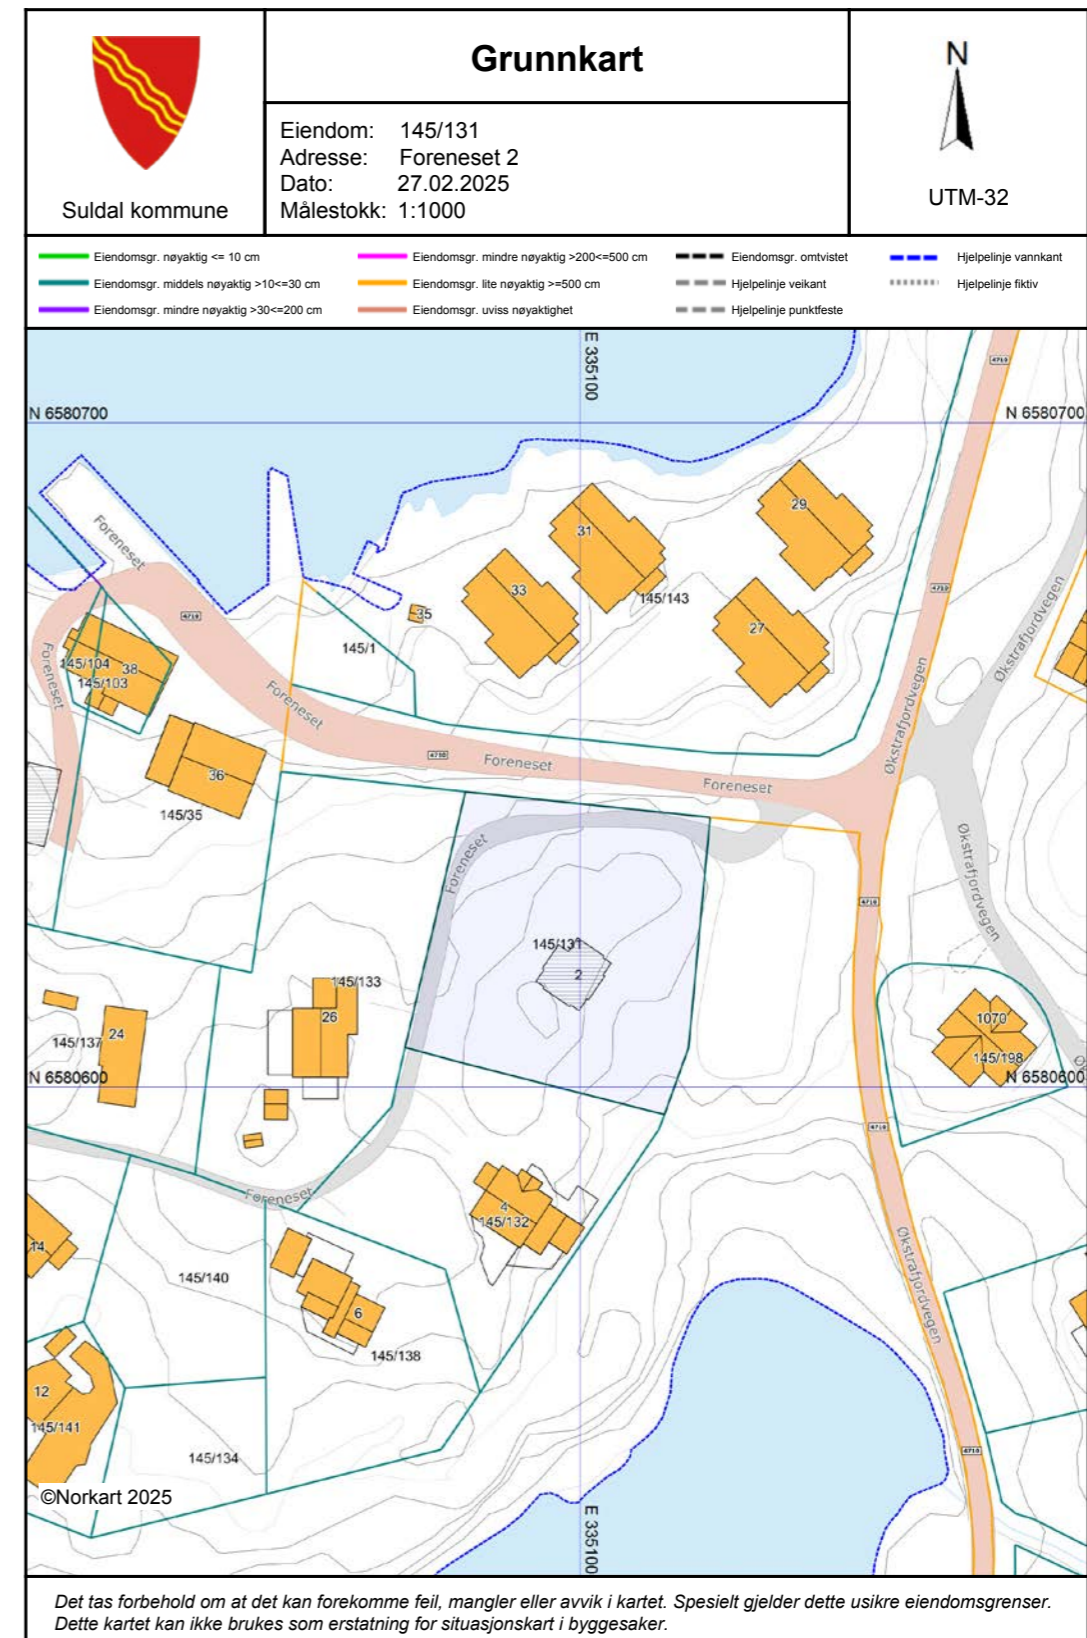 Grunnkart
N
Eiendom: 145/131
Adresse: Foreneset 2
Dato: 27.02.2025
Målestokk: 1:1000
Suldal kommune
UTM-32
Eiendomsgr. nøyaktig <= 10 cm
Eiendomsgr. mindre nøyaktig >200<=500 cm
Eiendomsgr. omtvistet
Hjelpelinje vannkant
Eiendomsgr. middels nøyaktig >10<=30 cm
Eiendomsgr. lite nøyaktig >=500 cm
Hjelpelinje veikant
Hjelpelinje fiktiv
Eiendomsgr. mindre nøyaktig >30<=200 cm
Eiendomsgr. uviss nøyaktighet
Hjelpelinje punktfeste
E 335100
4710
N 6580700
N 6580700
29
31
Foreneset
33
4710
145/143
4710
35
27
Økstrafjordvegen
145/1
145/104
38
145/103
Foreneset
Foreneset
Økstrafjordvegen
4710
Foreneset
Foreneset
36
145/35
Foreneset
Økstrafjordvegen
4710
145/131
2
145/133
26
24
145/137
1070
145/198
N 6580600
N 6580600
4710
Foreneset
4
145/132
14
145/140
Økstrafjordvegen
6
145/138
12
145/141
145/134
4710
©Norkart 2025
E 335100
Det tas forbehold om at det kan forekomme feil, mangler eller avvik i kartet. Spesielt gjelder dette usikre eiendomsgrenser.
Dette kartet kan ikke brukes som erstatning for situasjonskart i byggesaker.